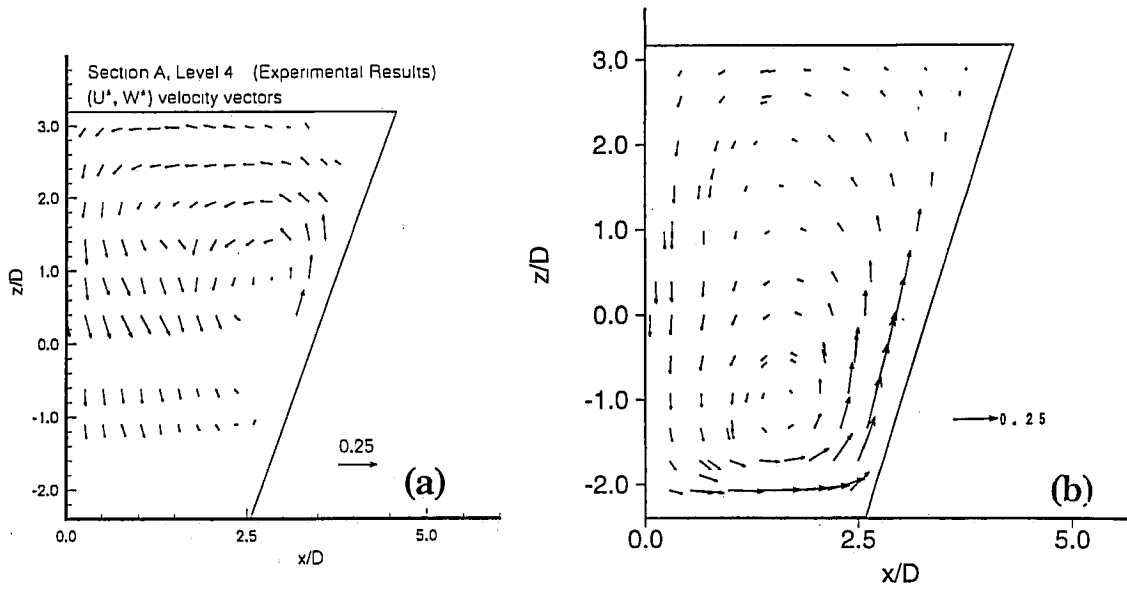 Section A, Level 4 (Experimental Results)
(U*, W*) velocity vectors
3.0
2.0
1.0
0.0
-1.0
-2.0
z/D
0.25
(a)
0.0
2.5
5.0
x/D
3.0
2.0
1.0
0.0
-1.0
-2.0
z/D
0.25
(b)
0.0
2.5
5.0
x/D